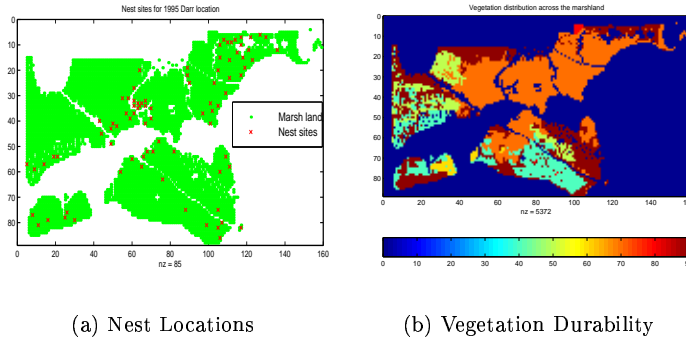 Nest sites for 1995 Darr location
0
10
20
30
40
50
60
70
80
0 20 40 60 80 100 120 140 160
nz = 85
Marsh land
Nest sites
(a) Nest Locations
Vegetation distribution across the marshland
0
10
20
30
40
50
60
70
80
0 20 40 60 80 100 120 140
nz = 5372
0 10 20 30 40 50 60 70 80 90
(b) Vegetation Durability